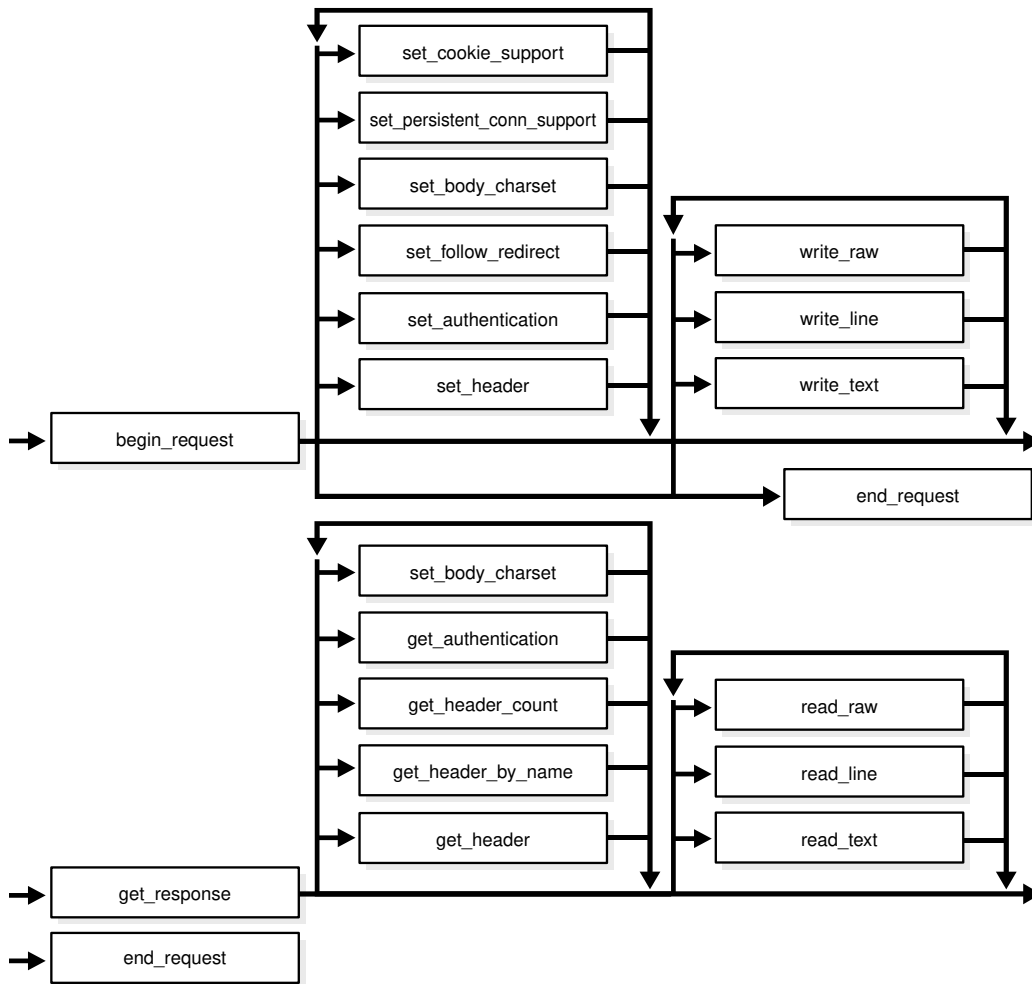 set_cookie_support
set_persistent_conn_support
set_body_charset
set_follow_redirect
set_authentication
set_header
write_raw
write_line
write_text
begin_request
end_request
set_body_charset
get_authentication
get_header_count
get_header_by_name
get_header
read_raw
read_line
read_text
get_response
end_request